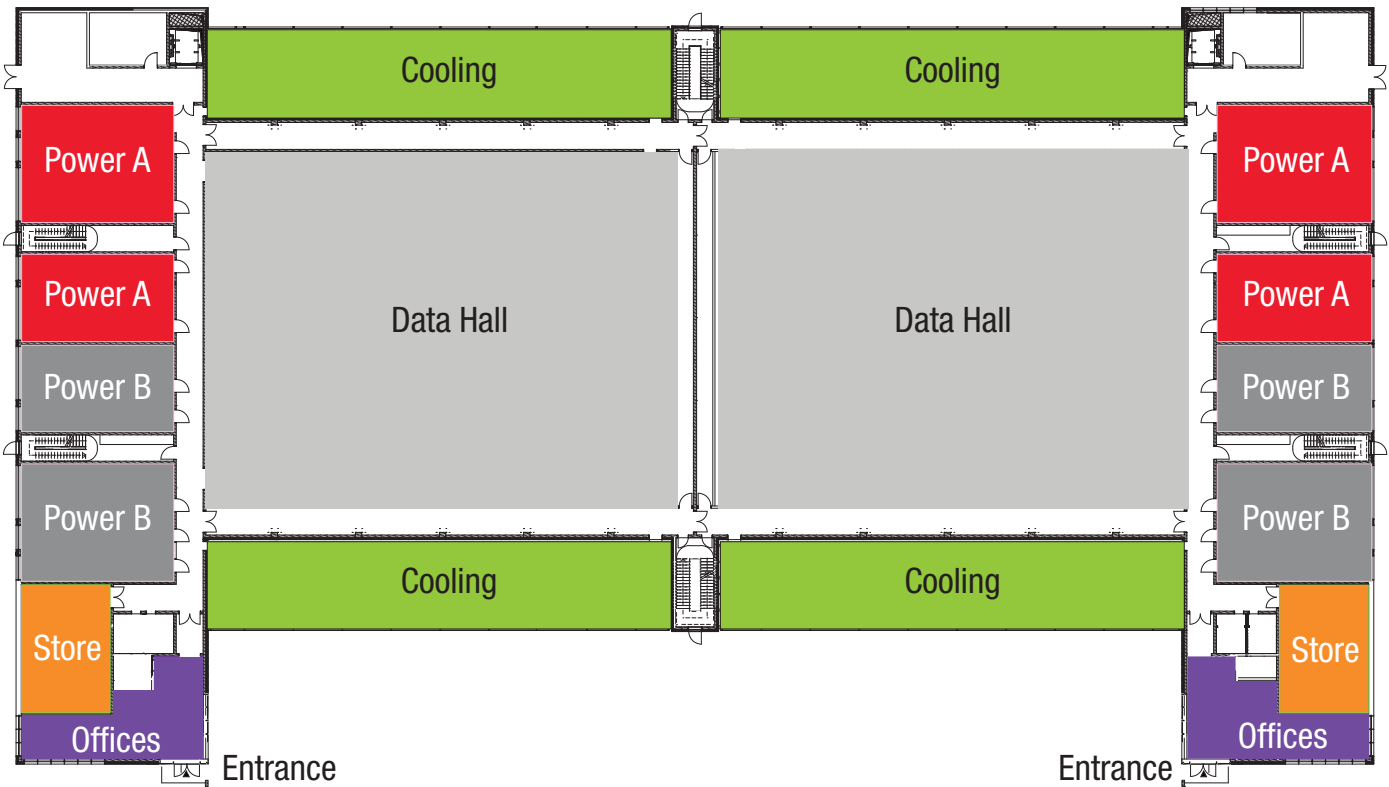 Cooling
Cooling
Power A
Power A
Power A
Power A
Data Hall
Data Hall
Power B
Power B
Power B
Power B
Cooling
Cooling
Store
Store
Offices
Offices
Entrance
Entrance